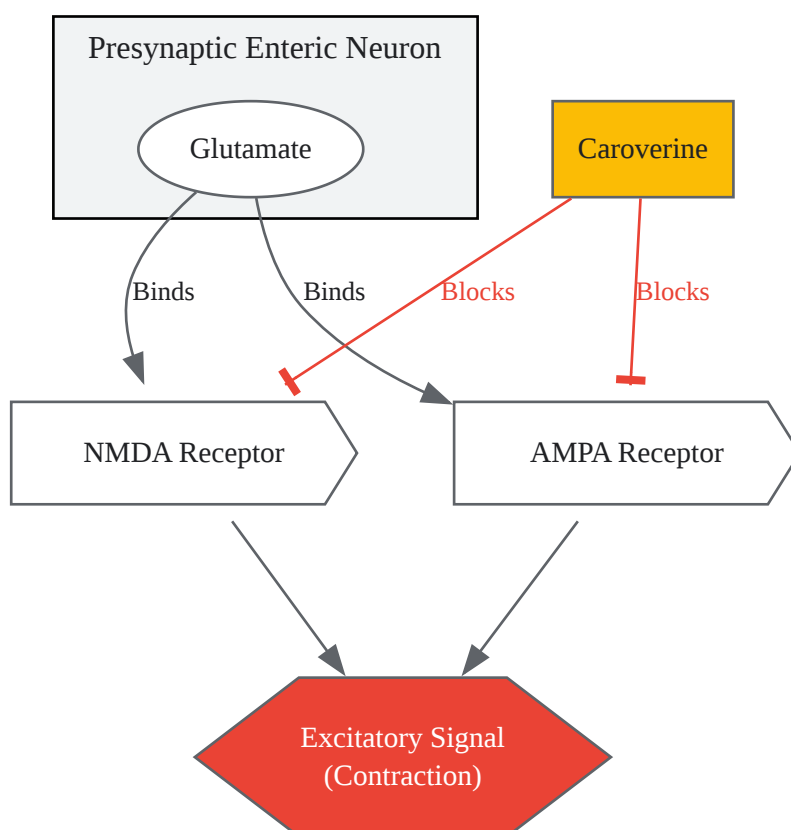 Presynaptic Enteric Neuron
Glutamate
Caroverine
Binds
Binds
Blocks
Blocks
NMDA Receptor
AMPA Receptor
Excitatory Signal
(Contraction)